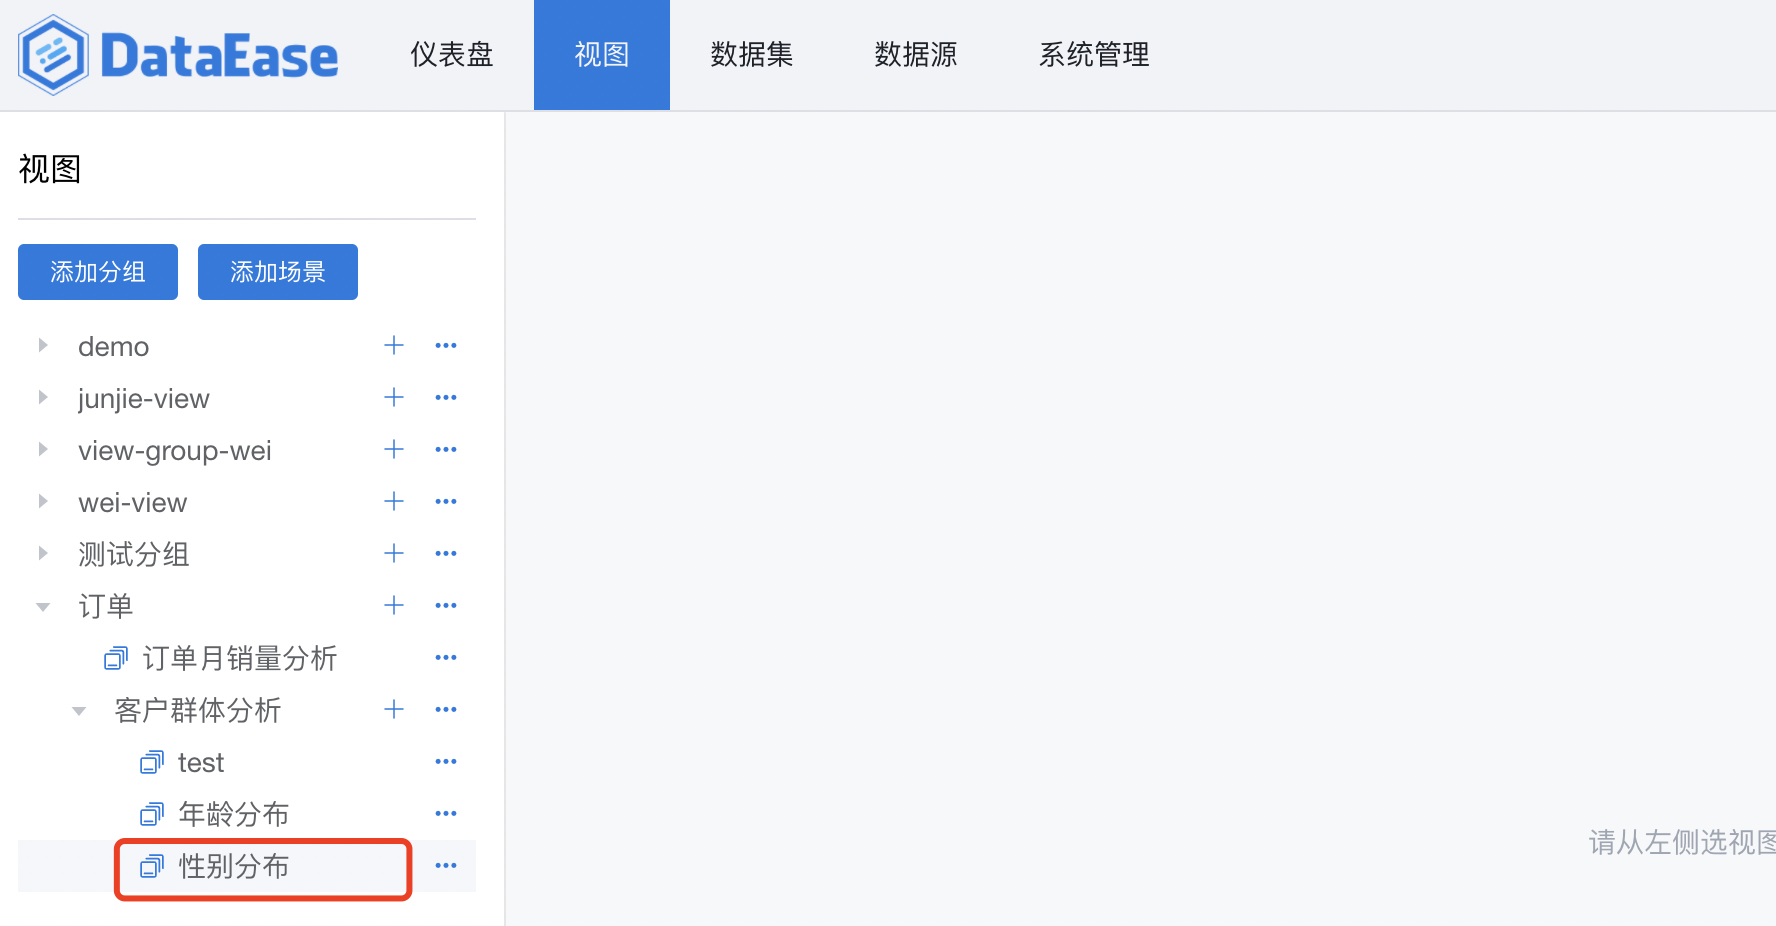 DataEase 仪表盘 视图 数据集 数据源 系统管理
视图
添加分组 添加场景
demo
junjie-view
view-group-wei
wei-view
测试分组
订单
订单月销量分析
客户群体分析
test
年龄分布
性别分布
请从左侧选视图